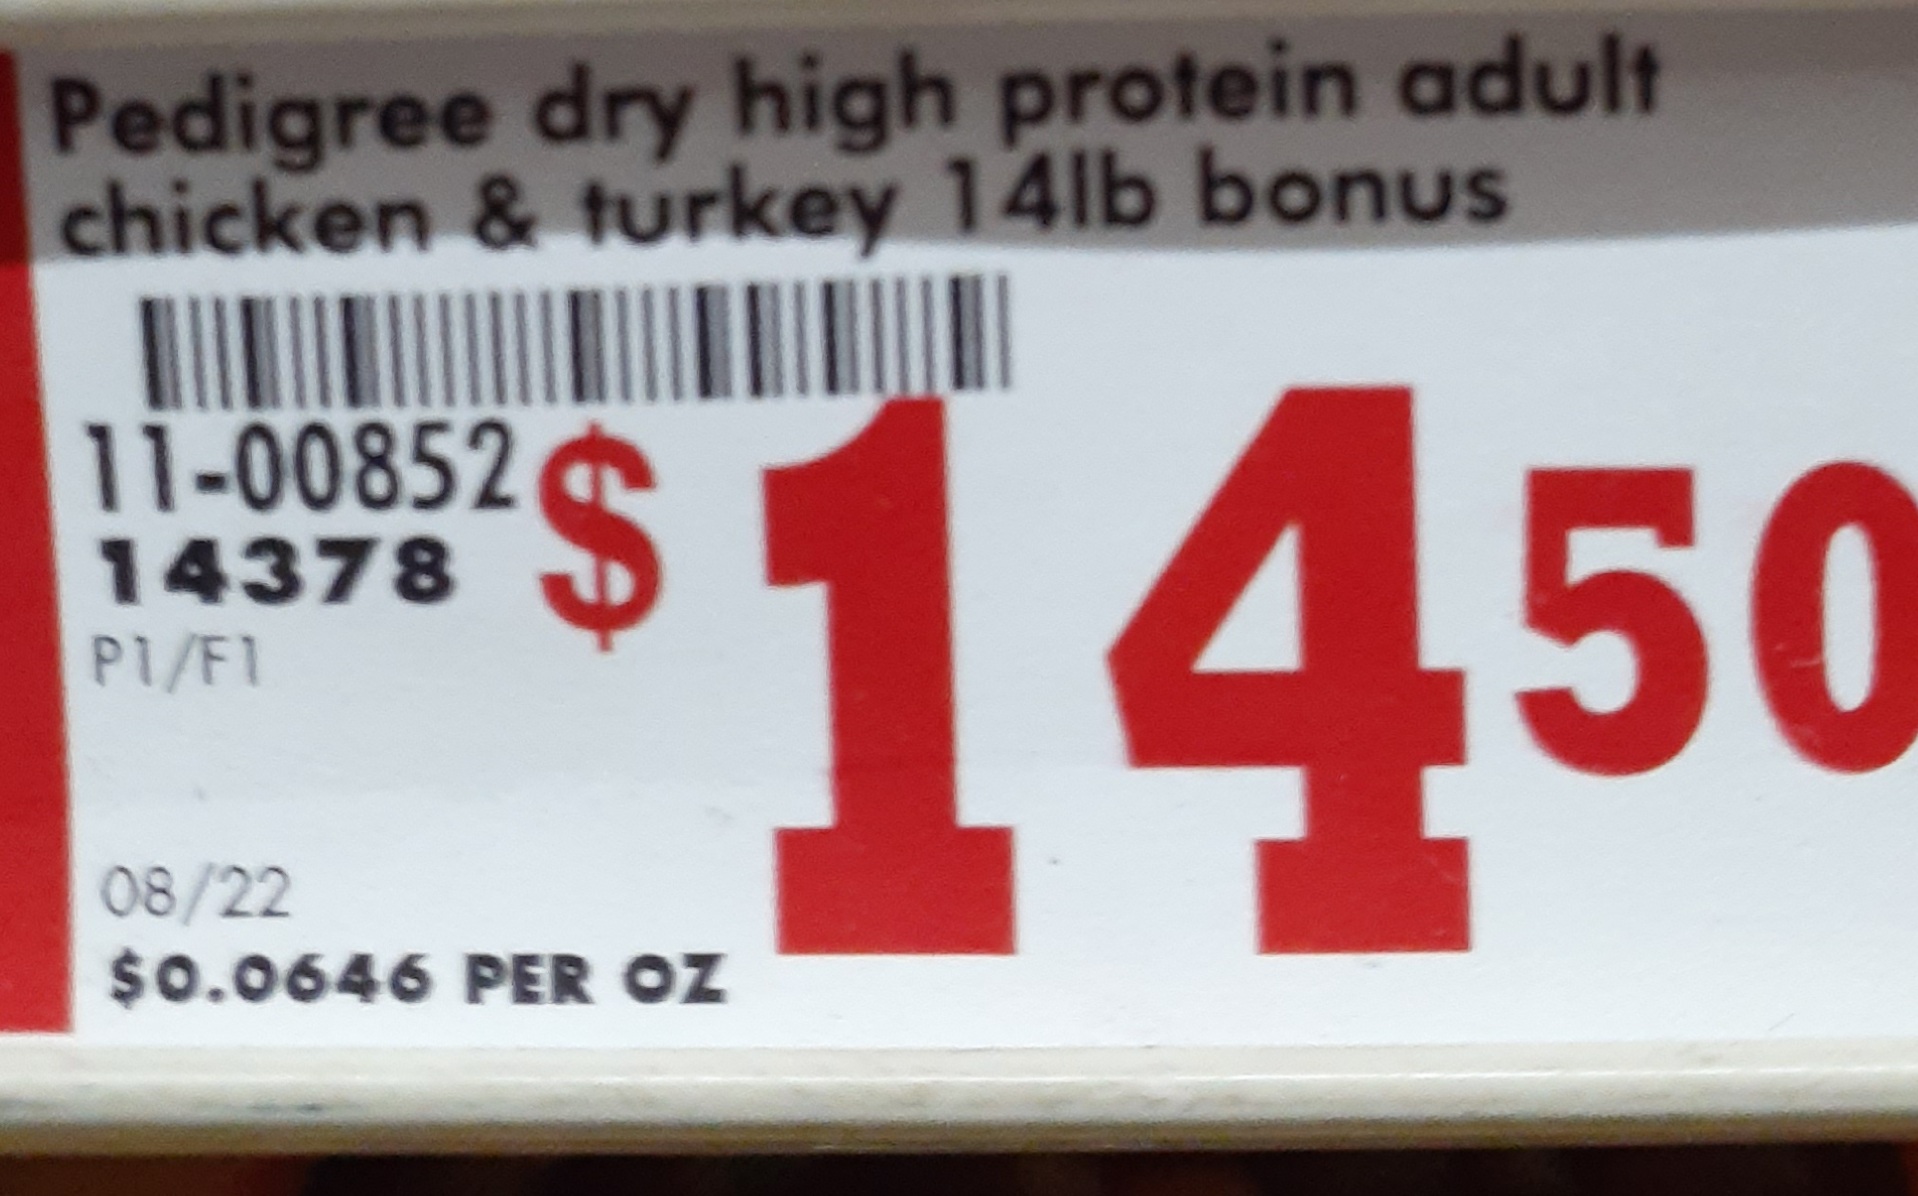 Pedigree dry high protein adult
chicken & turkey 14lb bonus
11-00852
14378
P1/F1
$1450
08/22
$0.0646 PER OZ